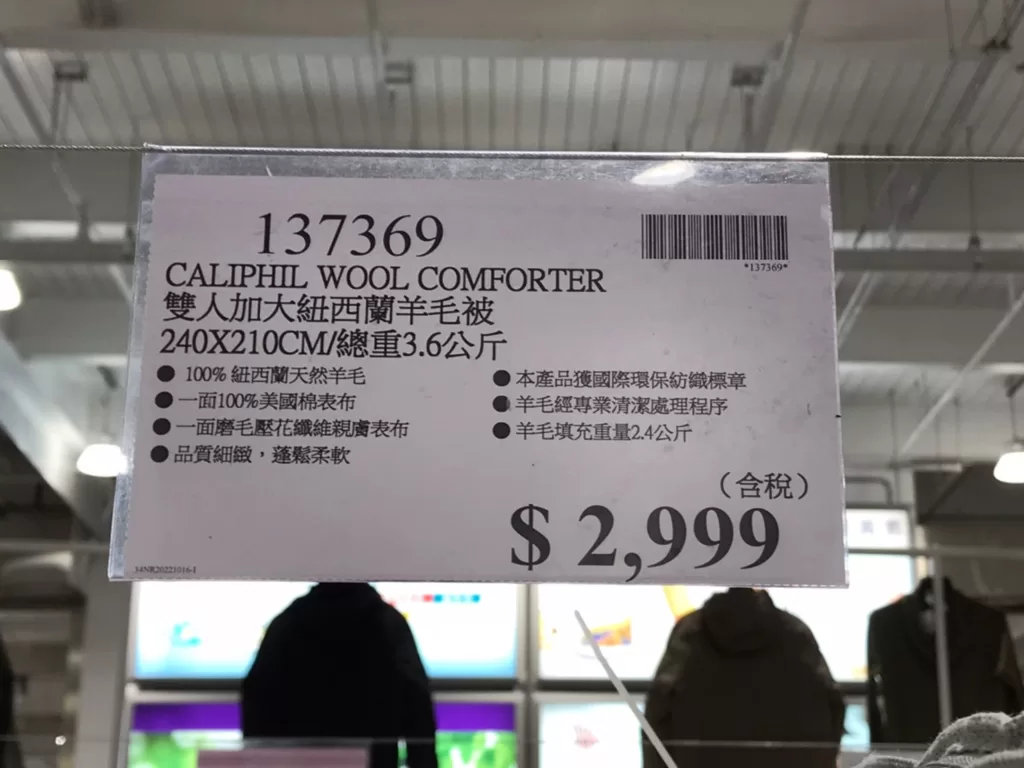 137369
*137369*
CALIPHIL WOOL COMFORTER
雙人加大紐西蘭羊毛被
240X210CM/總重3.6公斤
● 100% 紐西蘭天然羊毛
● 一面100%美國棉表布
● 一面磨毛壓花纖維親膚表布
● 品質細緻，蓬鬆柔軟
● 本產品獲國際環保紡織標章
● 羊毛經專業清潔處理程序
● 羊毛填充重量2.4公斤
（含稅）
$ 2,999
14NR20221016-1